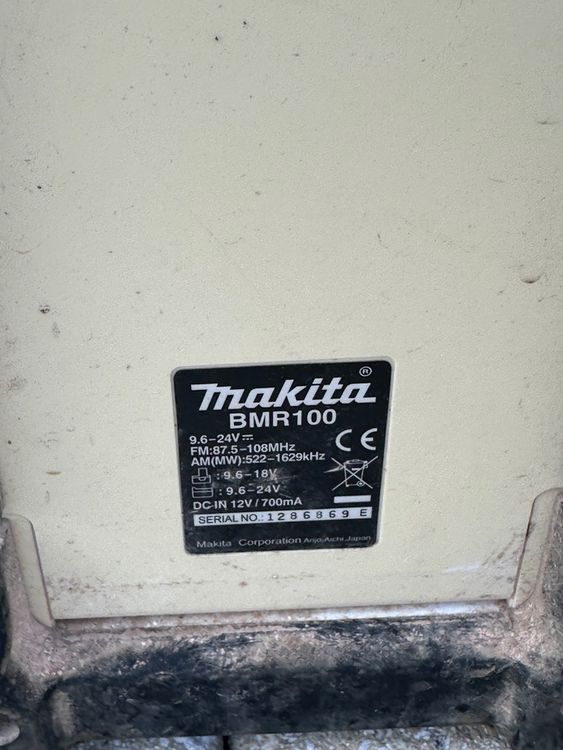 makita®
BMR100
9.6-24V⎓
FM:87.5-108MHz
AM(MW):522-1629kHz
CE
: 9.6-18V
: 9.6-24V
DC-IN 12V / 700mA
SERIAL NO.: 1286869 E
Makita Corporation Anjo, Aichi Japan